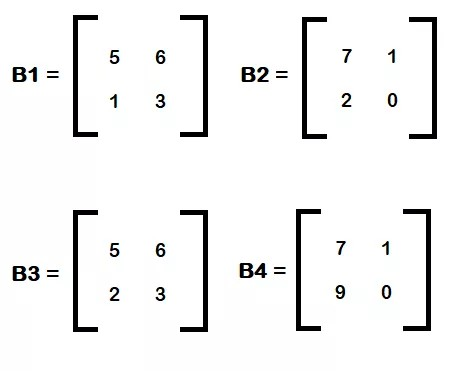 B1 = [ 5 6
1 3 ]
B2 = [ 7 1
2 0 ]
B3 = [ 5 6
2 3 ]
B4 = [ 7 1
9 0 ]